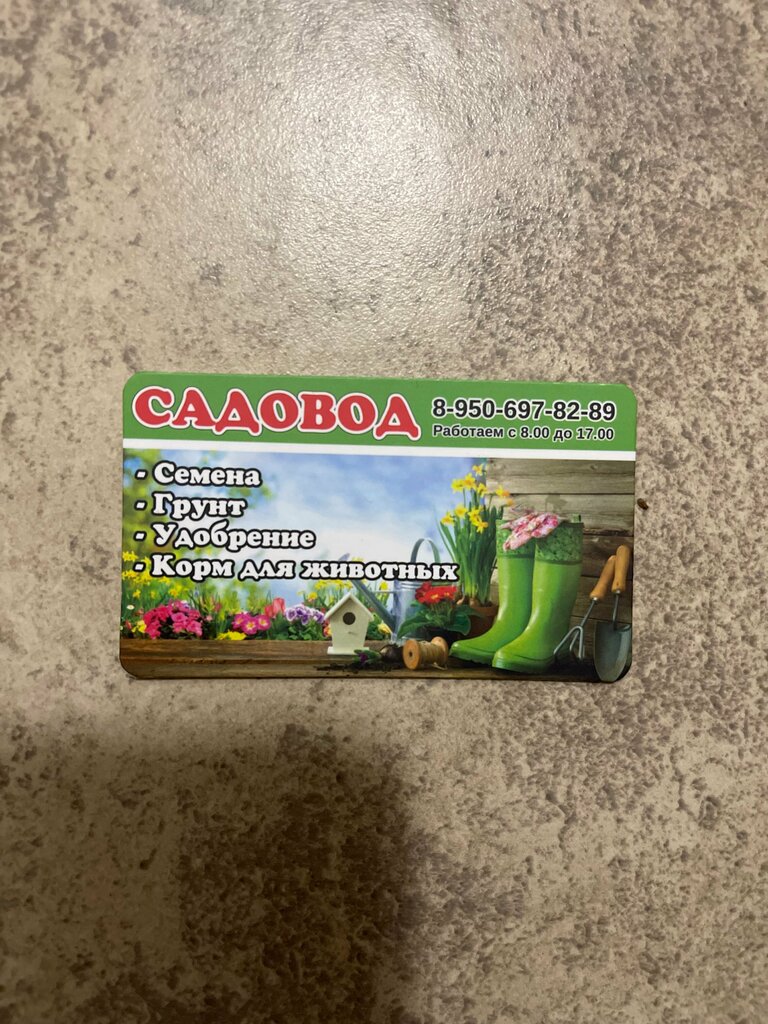 САДОВОД
8-950-697-82-89
Работаем с 8.00 до 17.00
- Семена
- Грунт
- Удобрение
- Корм для животных